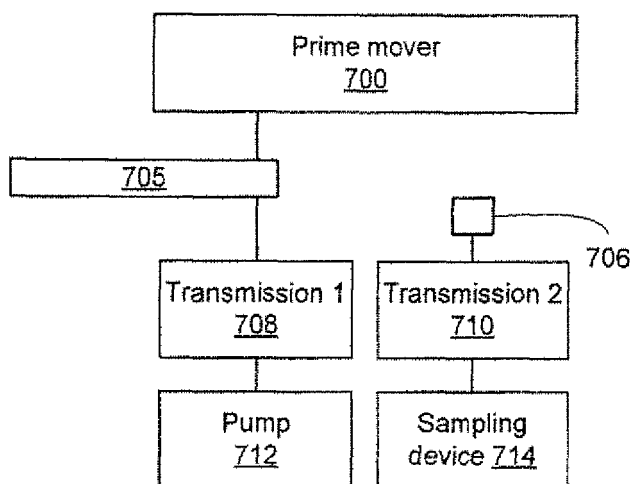 Prime mover
700
705
706
Transmission 1
708
Transmission 2
710
Pump
712
Sampling
device 714